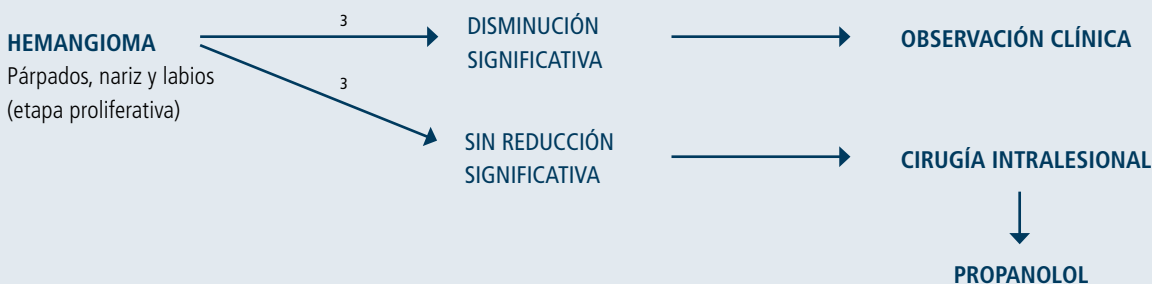 HEMANGIOMA
Párpados, nariz y labios
(etapa proliferativa)
3
3
DISMINUCIÓN
SIGNIFICATIVA
OBSERVACIÓN CLÍNICA
SIN REDUCCIÓN
SIGNIFICATIVA
CIRUGÍA INTRALESIONAL
PROPANOLOL